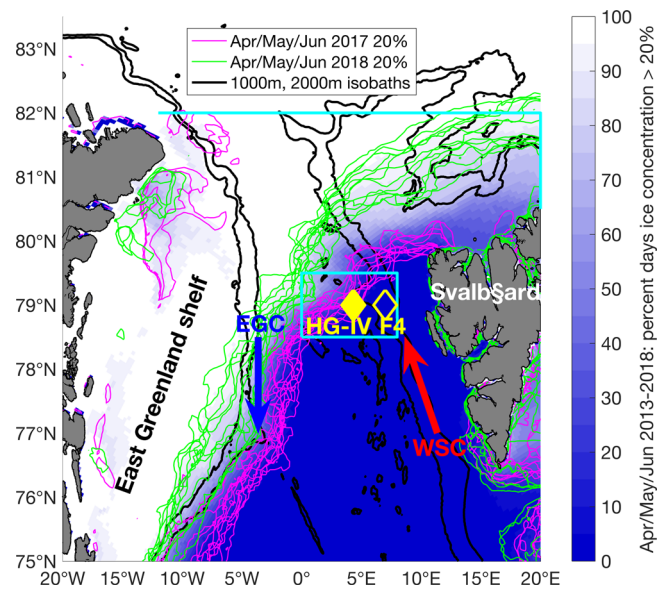 Apr/May/Jun 2017 20%
Apr/May/Jun 2018 20%
1000m, 2000m isobaths
83°N
82°N
81°N
80°N
79°N
78°N
77°N
76°N
75°N
20°W
15°W
10°W
5°W
0°
5°E
10°E
15°E
20°E
East Greenland shelf
EGC
HG-IV F4
Svalb§ard
WSC
100
90
80
70
60
50
40
30
20
10
0
Apr/May/Jun 2013-2018: percent days ice concentration > 20%